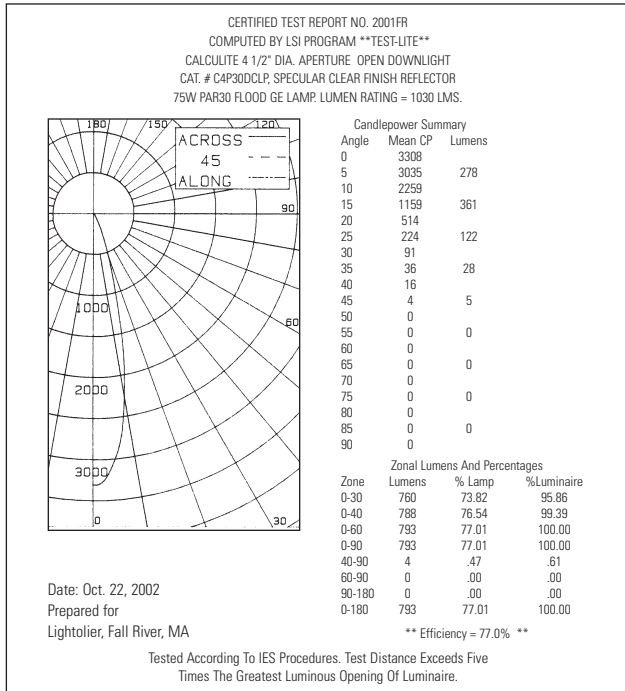 CERTIFIED TEST REPORT NO. 2001FR
COMPUTED BY LSI PROGRAM **TEST-LITE**
CALCULITE 4 1/2" DIA. APERTURE OPEN DOWNLIGHT
CAT. # C4P30DCLP, SPECULAR CLEAR FINISH REFLECTOR
75W PAR30 FLOOD GE LAMP. LUMEN RATING = 1030 LMS.
180 150 120
ACROSS
45
ALONG
90
60
1000
2000
3000
0 30
Candlepower Summary
Angle Mean CP Lumens
0 3308
5 3035 278
10 2259
15 1159 361
20 514
25 224 122
30 91
35 36 28
40 16
45 4 5
50 0
55 0 0
60 0
65 0 0
70 0
75 0 0
80 0
85 0 0
90 0
Zonal Lumens And Percentages
Zone Lumens % Lamp %Luminaire
0-30 760 73.82 95.86
0-40 788 76.54 99.39
0-60 793 77.01 100.00
0-90 793 77.01 100.00
40-90 4 .47 .61
60-90 0 .00 .00
90-180 0 .00 .00
0-180 793 77.01 100.00
** Efficiency = 77.0% **
Date: Oct. 22, 2002
Prepared for
Lightolier, Fall River, MA
Tested According To IES Procedures. Test Distance Exceeds Five
Times The Greatest Luminous Opening Of Luminaire.